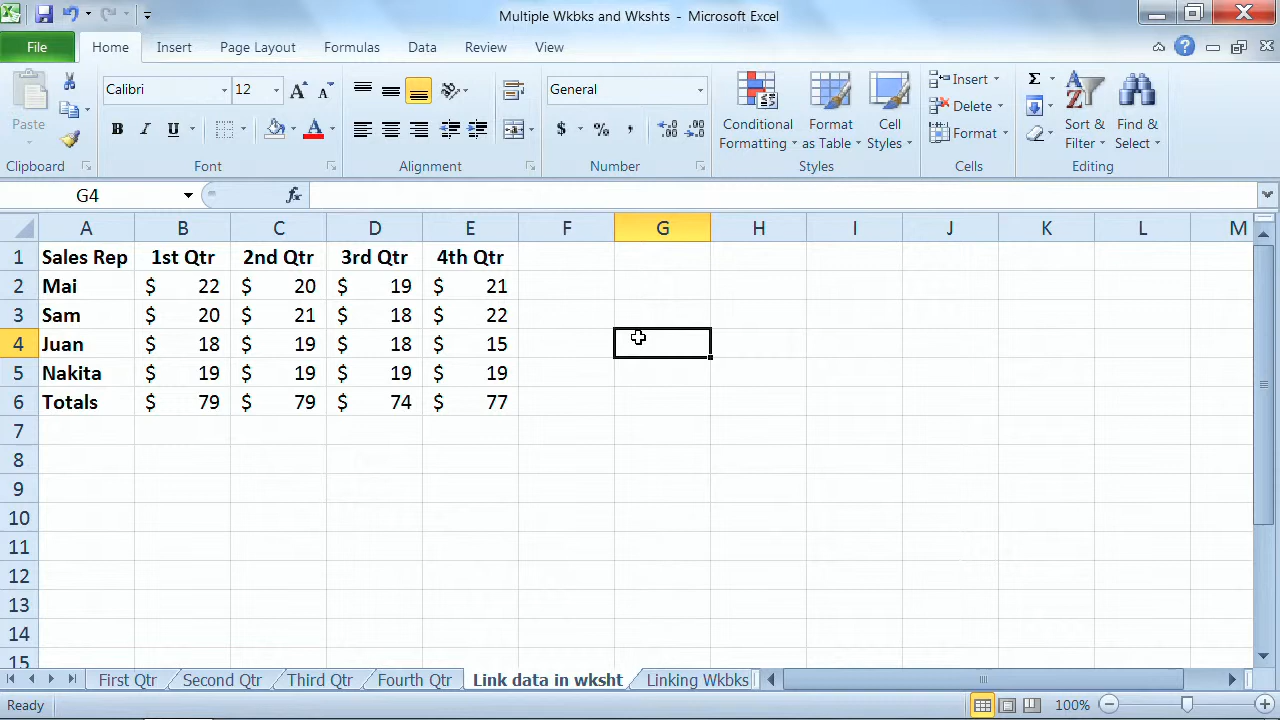 Multiple Wkbks and Wkshts - Microsoft Excel
File Home Insert Page Layout Formulas Data Review View
Paste
Calibri 12
B I U A
General
$ % ,
Conditional Formatting
Format as Table
Cell Styles
Insert
Delete
Format
Σ
Sort & Filter
Find & Select
Clipboard Font Alignment Number Styles Cells Editing
G4 fx
A B C D E F G H I J K L M
1 Sales Rep 1st Qtr 2nd Qtr 3rd Qtr 4th Qtr
2 Mai $ 22 $ 20 $ 19 $ 21
3 Sam $ 20 $ 21 $ 18 $ 22
4 Juan $ 18 $ 19 $ 18 $ 15
5 Nakita $ 19 $ 19 $ 19 $ 19
6 Totals $ 79 $ 79 $ 74 $ 77
7
8
9
10
11
12
13
14
15
First Qtr Second Qtr Third Qtr Fourth Qtr Link data in wksht Linking Wkbks
Ready 100%